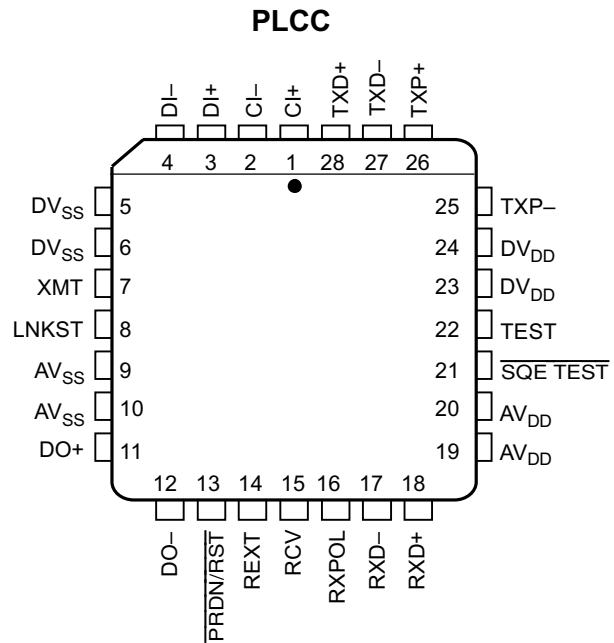 PLCC
DI– DI+ CI– CI+ TXD+ TXD– TXP+
4 3 2 1 28 27 26
DVSS 5 25 TXP–
DVSS 6 24 DVDD
XMT 7 23 DVDD
LNKST 8 22 TEST
AVSS 9 21 SQE TEST
AVSS 10 20 AVDD
DO+ 11 19 AVDD
12 13 14 15 16 17 18
DO– PRDN/RST REXT RCV RXPOL RXD– RXD+